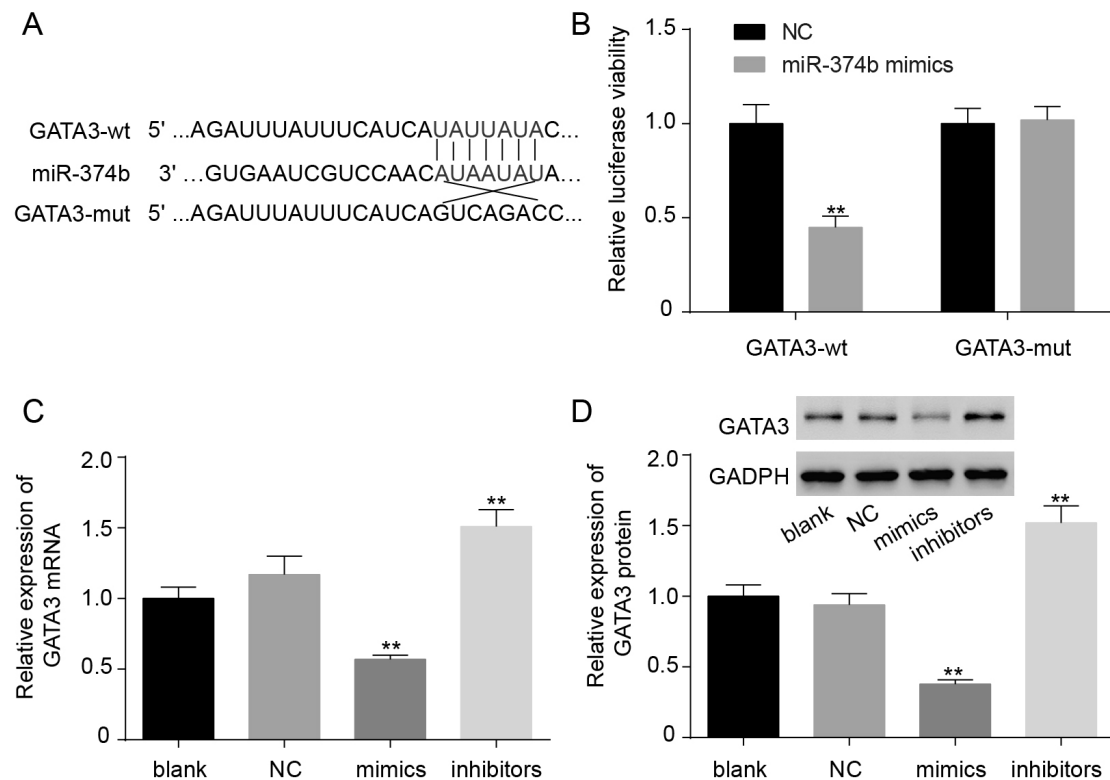 A
GATA3-wt 5' ...AGAUUUAUUUCAUCAUAUUAUAC...
miR-374b 3' ...GUGAAUCGUCCAACAUAAUAUA...
GATA3-mut 5' ...AGAUUUAUUUCAUCAGUCAGACC...
B
NC
miR-374b mimics
Relative luciferase viability
1.5
1.0
0.5
0
**
GATA3-wt GATA3-mut
C
Relative expression of
GATA3 mRNA
2.0
1.5
1.0
0.5
0
**
**
blank NC mimics inhibitors
D
GATA3
GADPH
blank NC mimics inhibitors
Relative expression of
GATA3 protein
2.0
1.5
1.0
0.5
0
**
**
blank NC mimics inhibitors